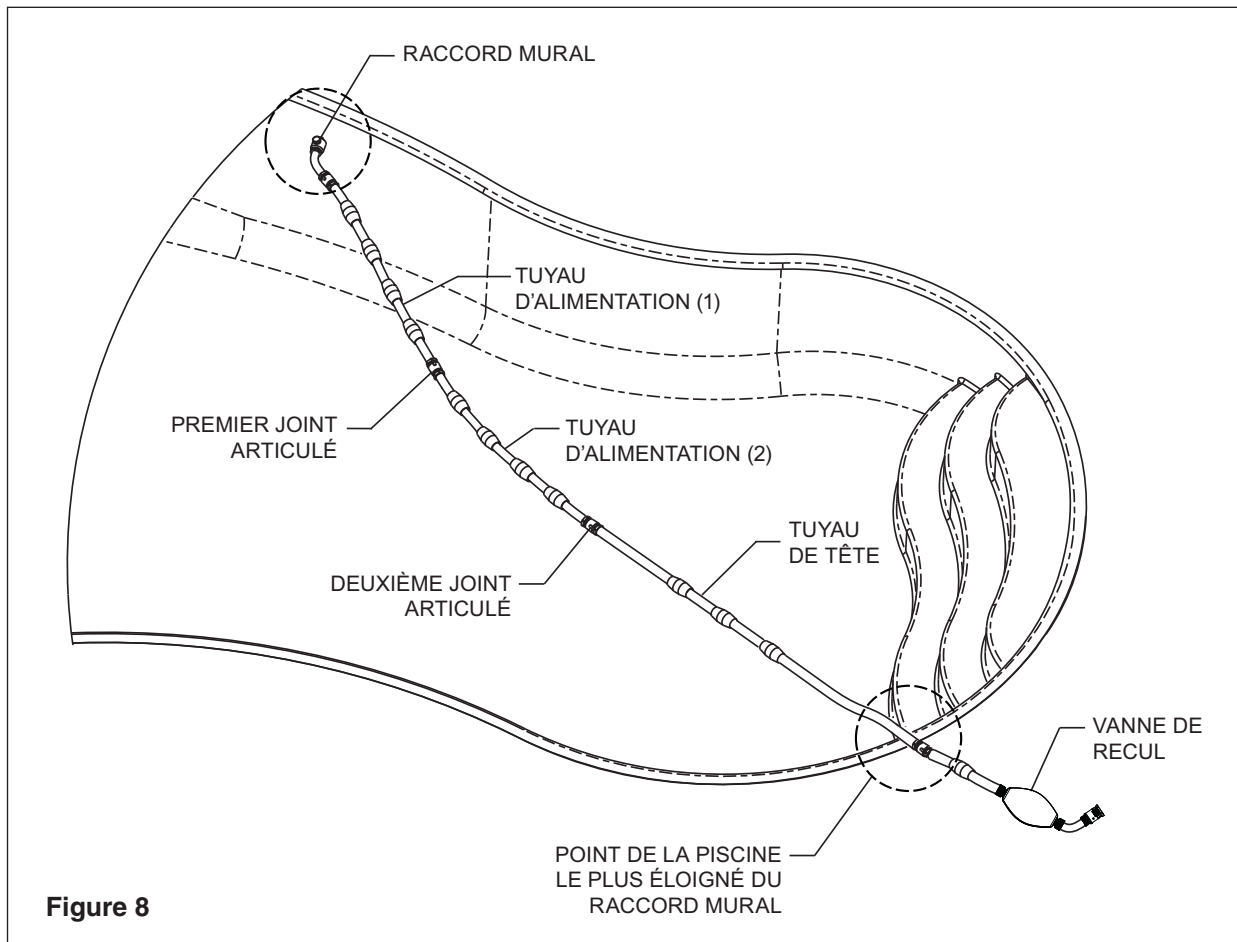 RACCORD MURAL
TUYAU
D'ALIMENTATION (1)
PREMIER JOINT
ARTICULÉ
TUYAU
D'ALIMENTATION (2)
TUYAU
DE TÊTE
DEUXIÈME JOINT
ARTICULÉ
VANNE DE
RECUL
POINT DE LA PISCINE
LE PLUS ÉLOIGNÉ DU
RACCORD MURAL
Figure 8